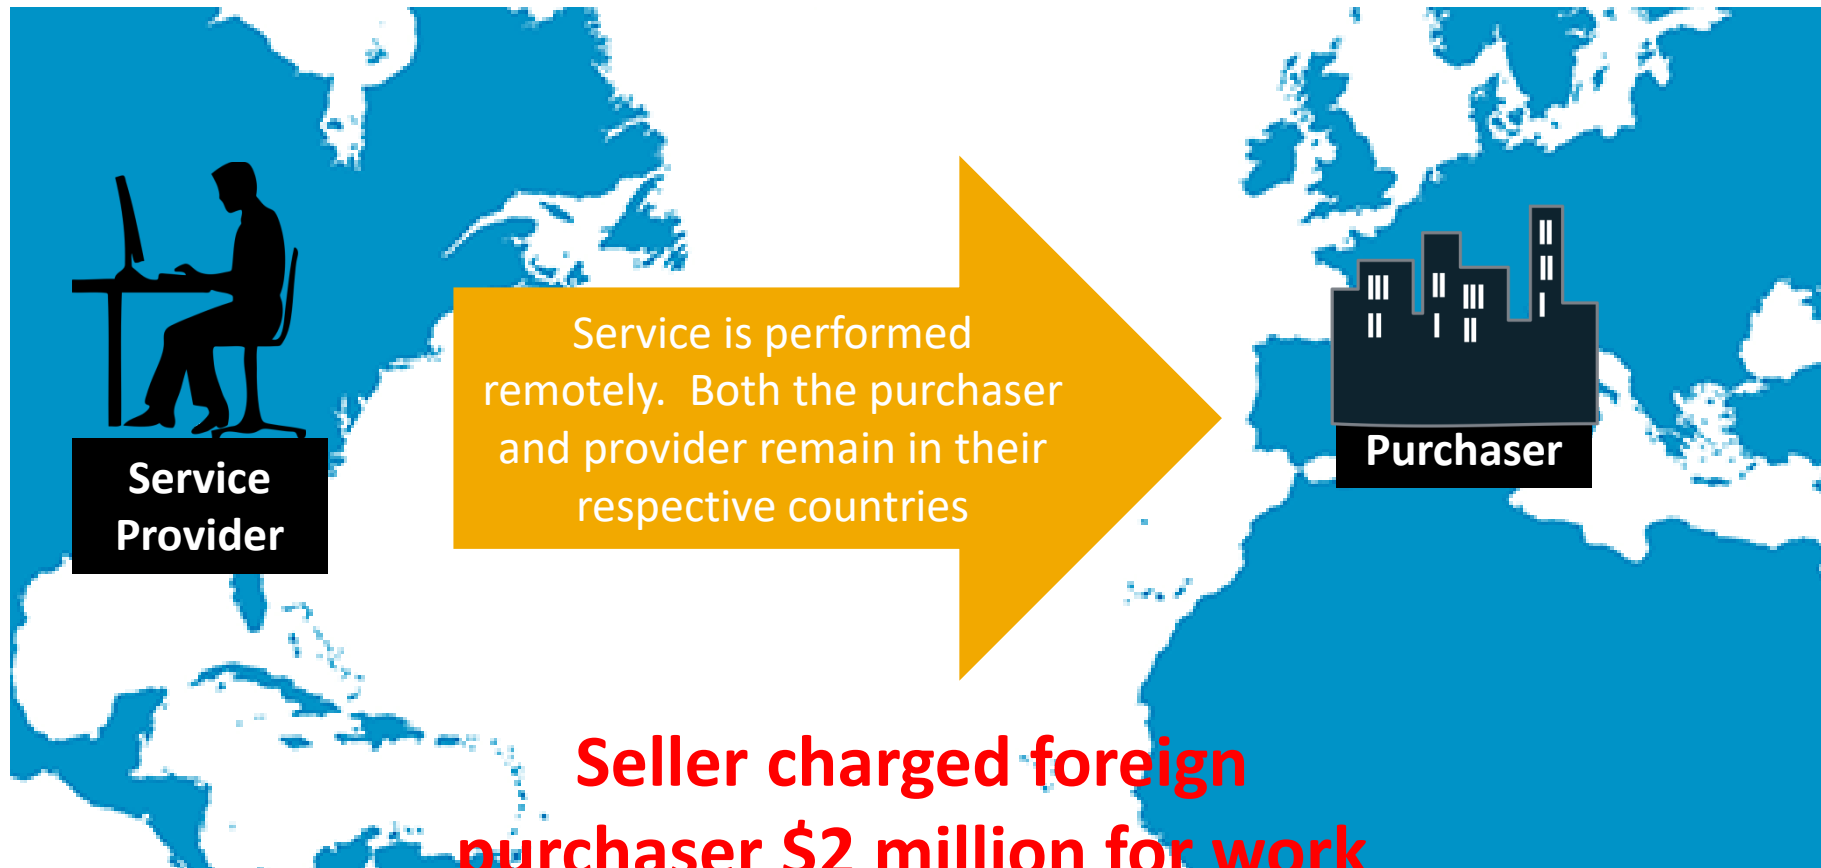 Service is performed
remotely.  Both the purchaser
and provider remain in their
respective countries
Service
Provider
Purchaser
Seller charged foreign
purchaser $2 million for work